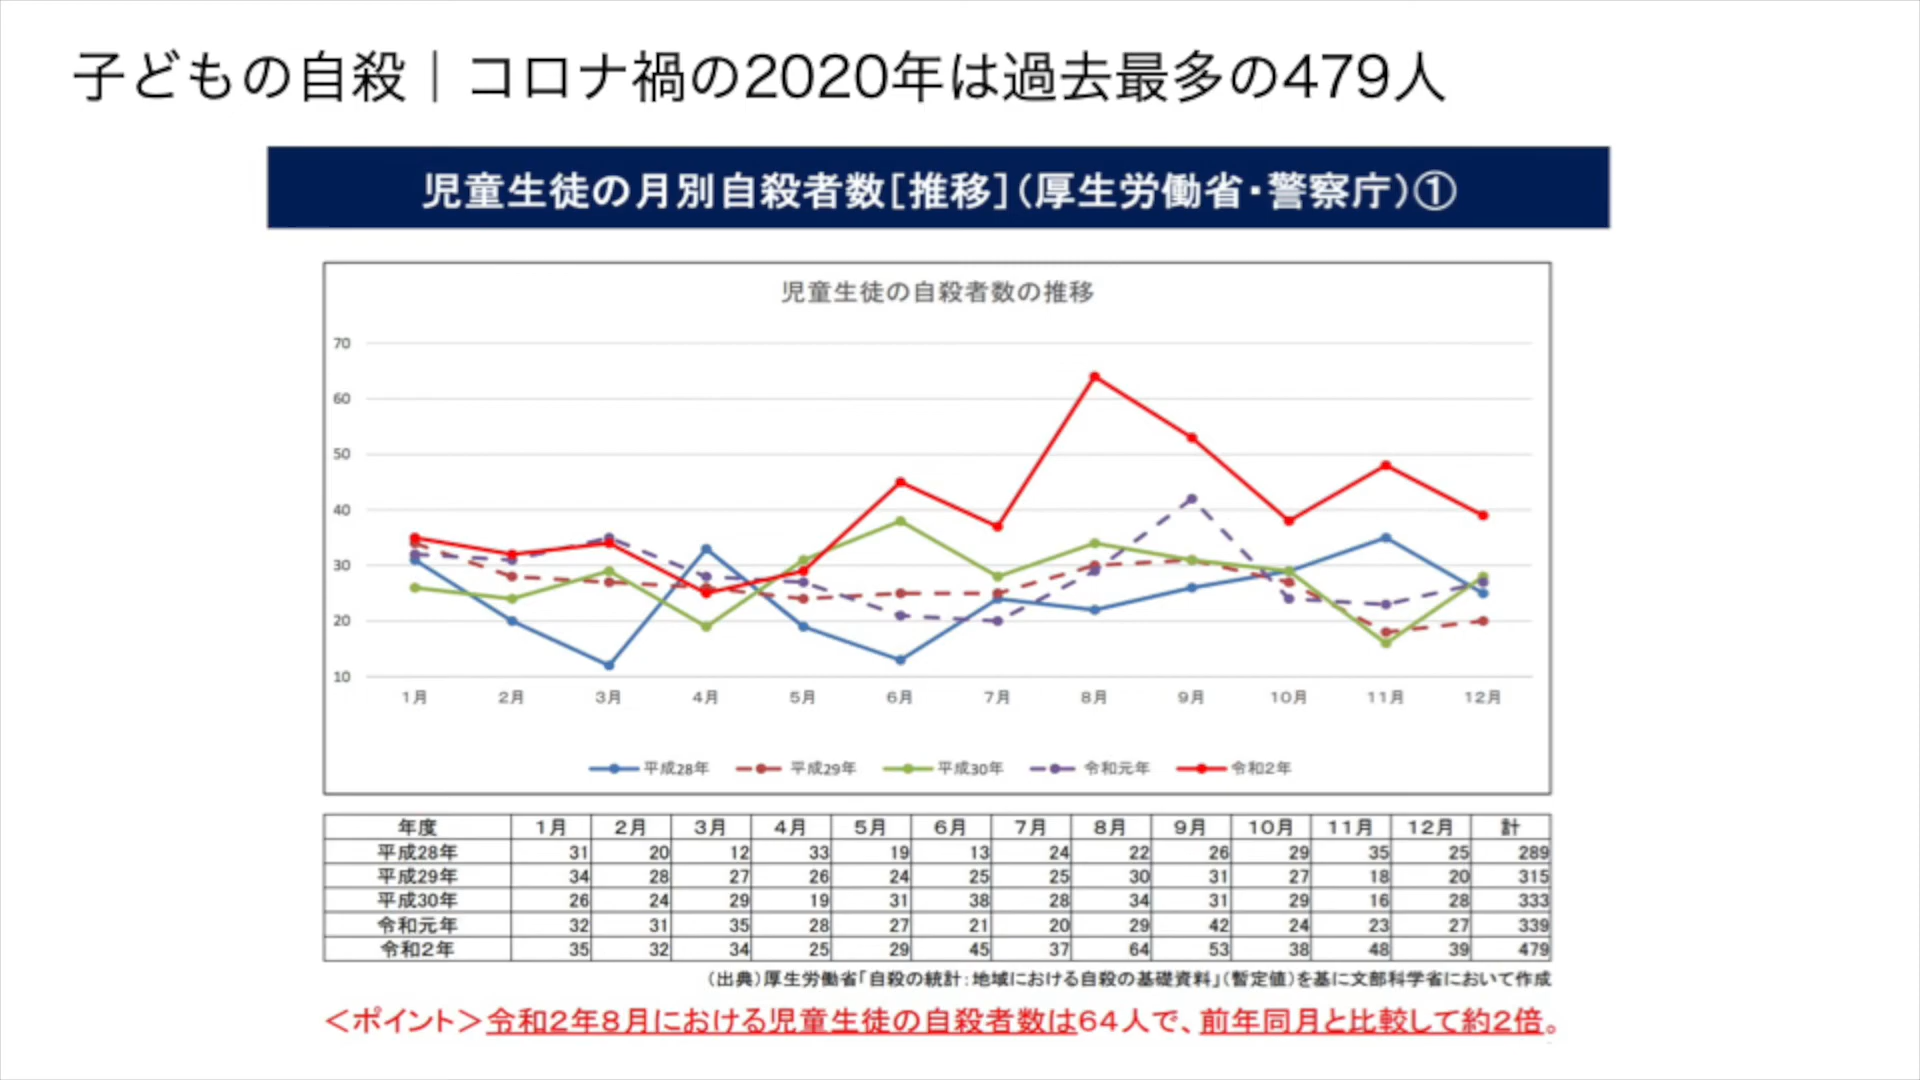 子どもの自殺｜コロナ禍の2020年は過去最多の479人
児童生徒の月別自殺者数［推移］（厚生労働省・警察庁）①
児童生徒の自殺者数の推移
70
60
50
40
30
20
10
1月 2月 3月 4月 5月 6月 7月 8月 9月 10月 11月 12月
平成28年 平成29年 平成30年 令和元年 令和2年
年度 1月 2月 3月 4月 5月 6月 7月 8月 9月 10月 11月 12月 計
平成28年 31 20 12 33 19 13 24 22 26 29 35 25 289
平成29年 34 28 27 26 24 25 25 30 31 27 18 20 315
平成30年 26 24 29 19 31 38 28 34 31 29 16 28 333
令和元年 32 31 35 28 27 21 20 29 42 24 23 27 339
令和2年 35 32 34 25 29 45 37 64 53 38 48 39 479
（出典）厚生労働省「自殺の統計：地域における自殺の基礎資料」（暫定値）を基に文部科学省において作成
＜ポイント＞令和2年8月における児童生徒の自殺者数は64人で、前年同月と比較して約2倍。